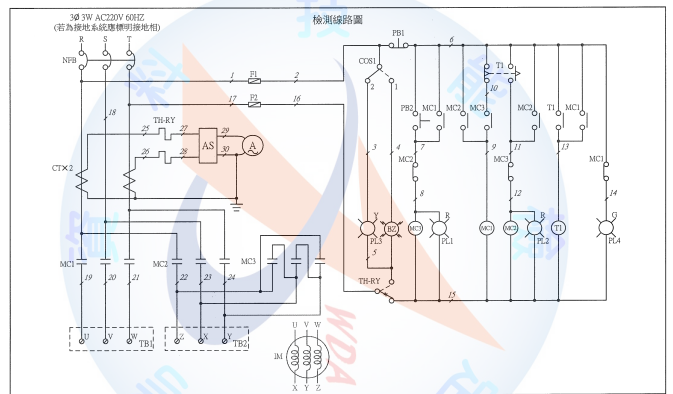 3Ø 3W AC220V 60HZ
(若為接地系統應標明接地相)
檢測線路圖
R S T
NFB
PB1
6
COS1
T1
1 F1 2
17 F2 16
2 1
10
18
TH-RY
PB2 MC1 MC2 MC3 MC2 T1 MC1
25 27 29
AS
A
26 28 30
3 4 7 9 11 13
MC2 MC3 MC1
CT×2
8 12 14
Y R R G
BZ MC3 MC1 MC2 T1
PL3 PL1 PL2 PL4
5
MC1 MC2 MC3
19 20 21 22 23 24
TH-RY
15
U V W TB1 Z X Y TB2
U V W
IM
X Y Z
技
能
WDA